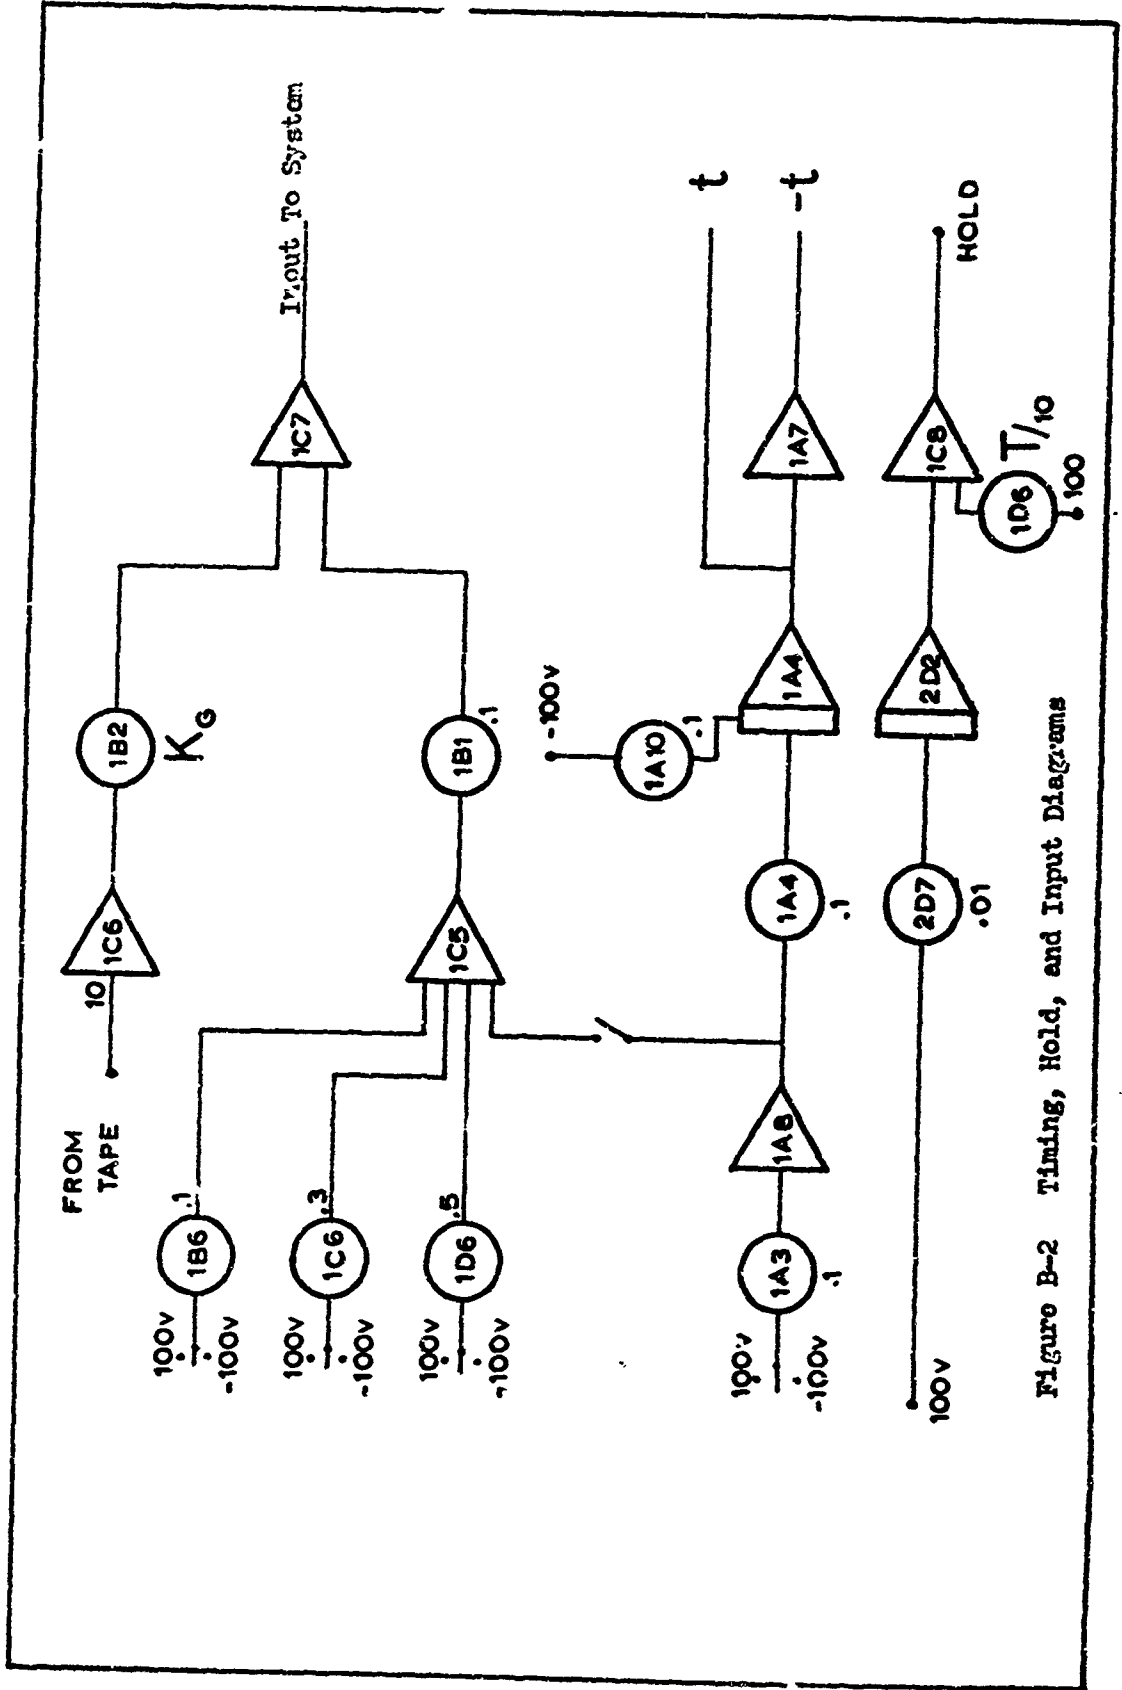 FROM
TAPE
10
1C6
1B2
K_G
1C7
Input To System
100v
-100v
1B6
.1
100v
-100v
1C6
.3
100v
-100v
1D6
.5
1C5
1B1
.1
-100v
1A10
.1
100v
-100v
1A3
.1
1A8
1A4
.1
1A4
1A7
t
-t
100v
2D7
.01
2D2
1C8
HOLD
1D6
T/10
100
Figure B-2 Timing, Hold, and Input Diagrams